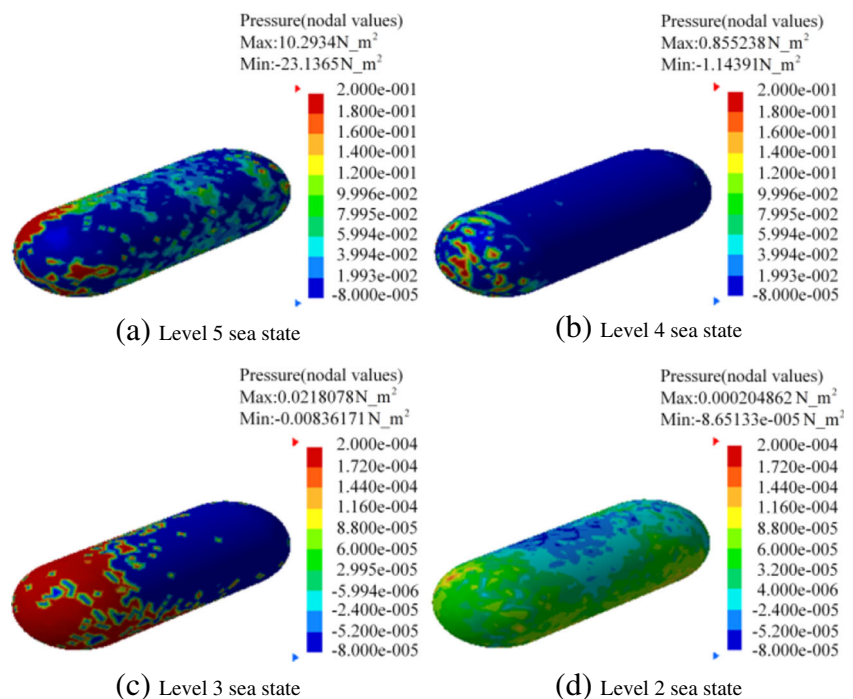 Pressure(nodal values)
Max:10.2934N_m²
Min:-23.1365N_m²
2.000e-001
1.800e-001
1.600e-001
1.400e-001
1.200e-001
9.996e-002
7.995e-002
5.994e-002
3.994e-002
1.993e-002
-8.000e-005
(a) Level 5 sea state
Pressure(nodal values)
Max:0.855238N_m²
Min:-1.14391N_m²
2.000e-001
1.800e-001
1.600e-001
1.400e-001
1.200e-001
9.996e-002
7.995e-002
5.994e-002
3.994e-002
1.993e-002
-8.000e-005
(b) Level 4 sea state
Pressure(nodal values)
Max:0.0218078N_m²
Min:-0.00836171N_m²
2.000e-004
1.720e-004
1.440e-004
1.160e-004
8.800e-005
6.000e-005
2.995e-005
-5.994e-006
-2.400e-005
-5.200e-005
-8.000e-005
(c) Level 3 sea state
Pressure(nodal values)
Max:0.000204862N_m²
Min:-8.65133e-005N_m²
2.000e-004
1.720e-004
1.440e-004
1.160e-004
8.800e-005
6.000e-005
3.200e-005
4.000e-006
-2.400e-005
-5.200e-005
-8.000e-005
(d) Level 2 sea state